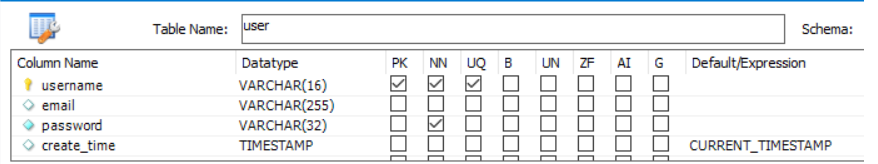 Table Name: user Schema:
Column Name Datatype PK NN UQ B UN ZF AI G Default/Expression
username VARCHAR(16)
email VARCHAR(255)
password VARCHAR(32)
create_time TIMESTAMP CURRENT_TIMESTAMP